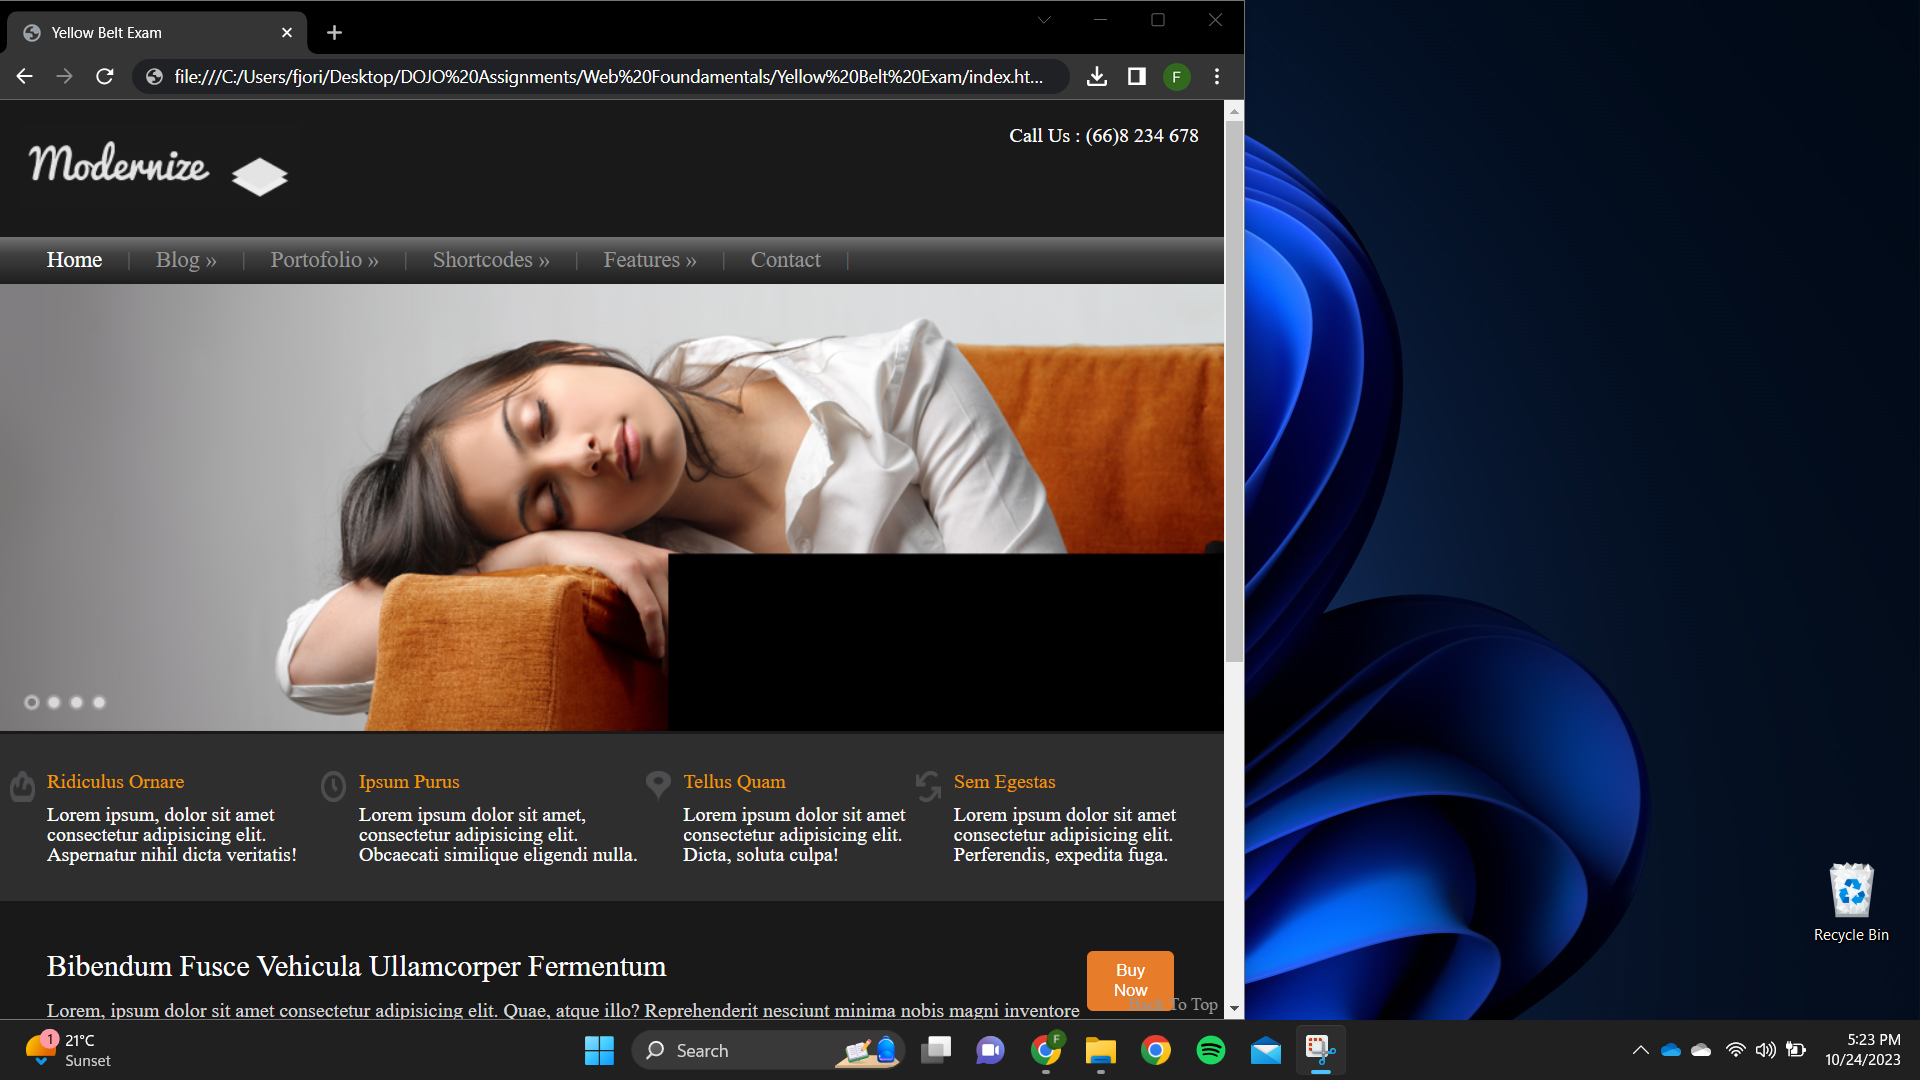 Yellow Belt Exam
file:///C:/Users/fjori/Desktop/DOJO%20Assignments/Web%20Foundamentals/Yellow%20Belt%20Exam/index.ht...
F
Modernize
Call Us : (66)8 234 678
Home | Blog » | Portofolio » | Shortcodes » | Features » | Contact |
Ridiculus Ornare
Lorem ipsum, dolor sit amet
consectetur adipisicing elit.
Aspernatur nihil dicta veritatis!
Ipsum Purus
Lorem ipsum dolor sit amet,
consectetur adipisicing elit.
Obcaecati similique eligendi nulla.
Tellus Quam
Lorem ipsum dolor sit amet
consectetur adipisicing elit.
Dicta, soluta culpa!
Sem Egestas
Lorem ipsum dolor sit amet
consectetur adipisicing elit.
Perferendis, expedita fuga.
Bibendum Fusce Vehicula Ullamcorper Fermentum
Buy
Now
Back To Top
Lorem, ipsum dolor sit amet consectetur adipisicing elit. Quae, atque illo? Reprehenderit nesciunt minima nobis magni inventore
Recycle Bin
1
21°C
Sunset
Search
F
5:23 PM
10/24/2023